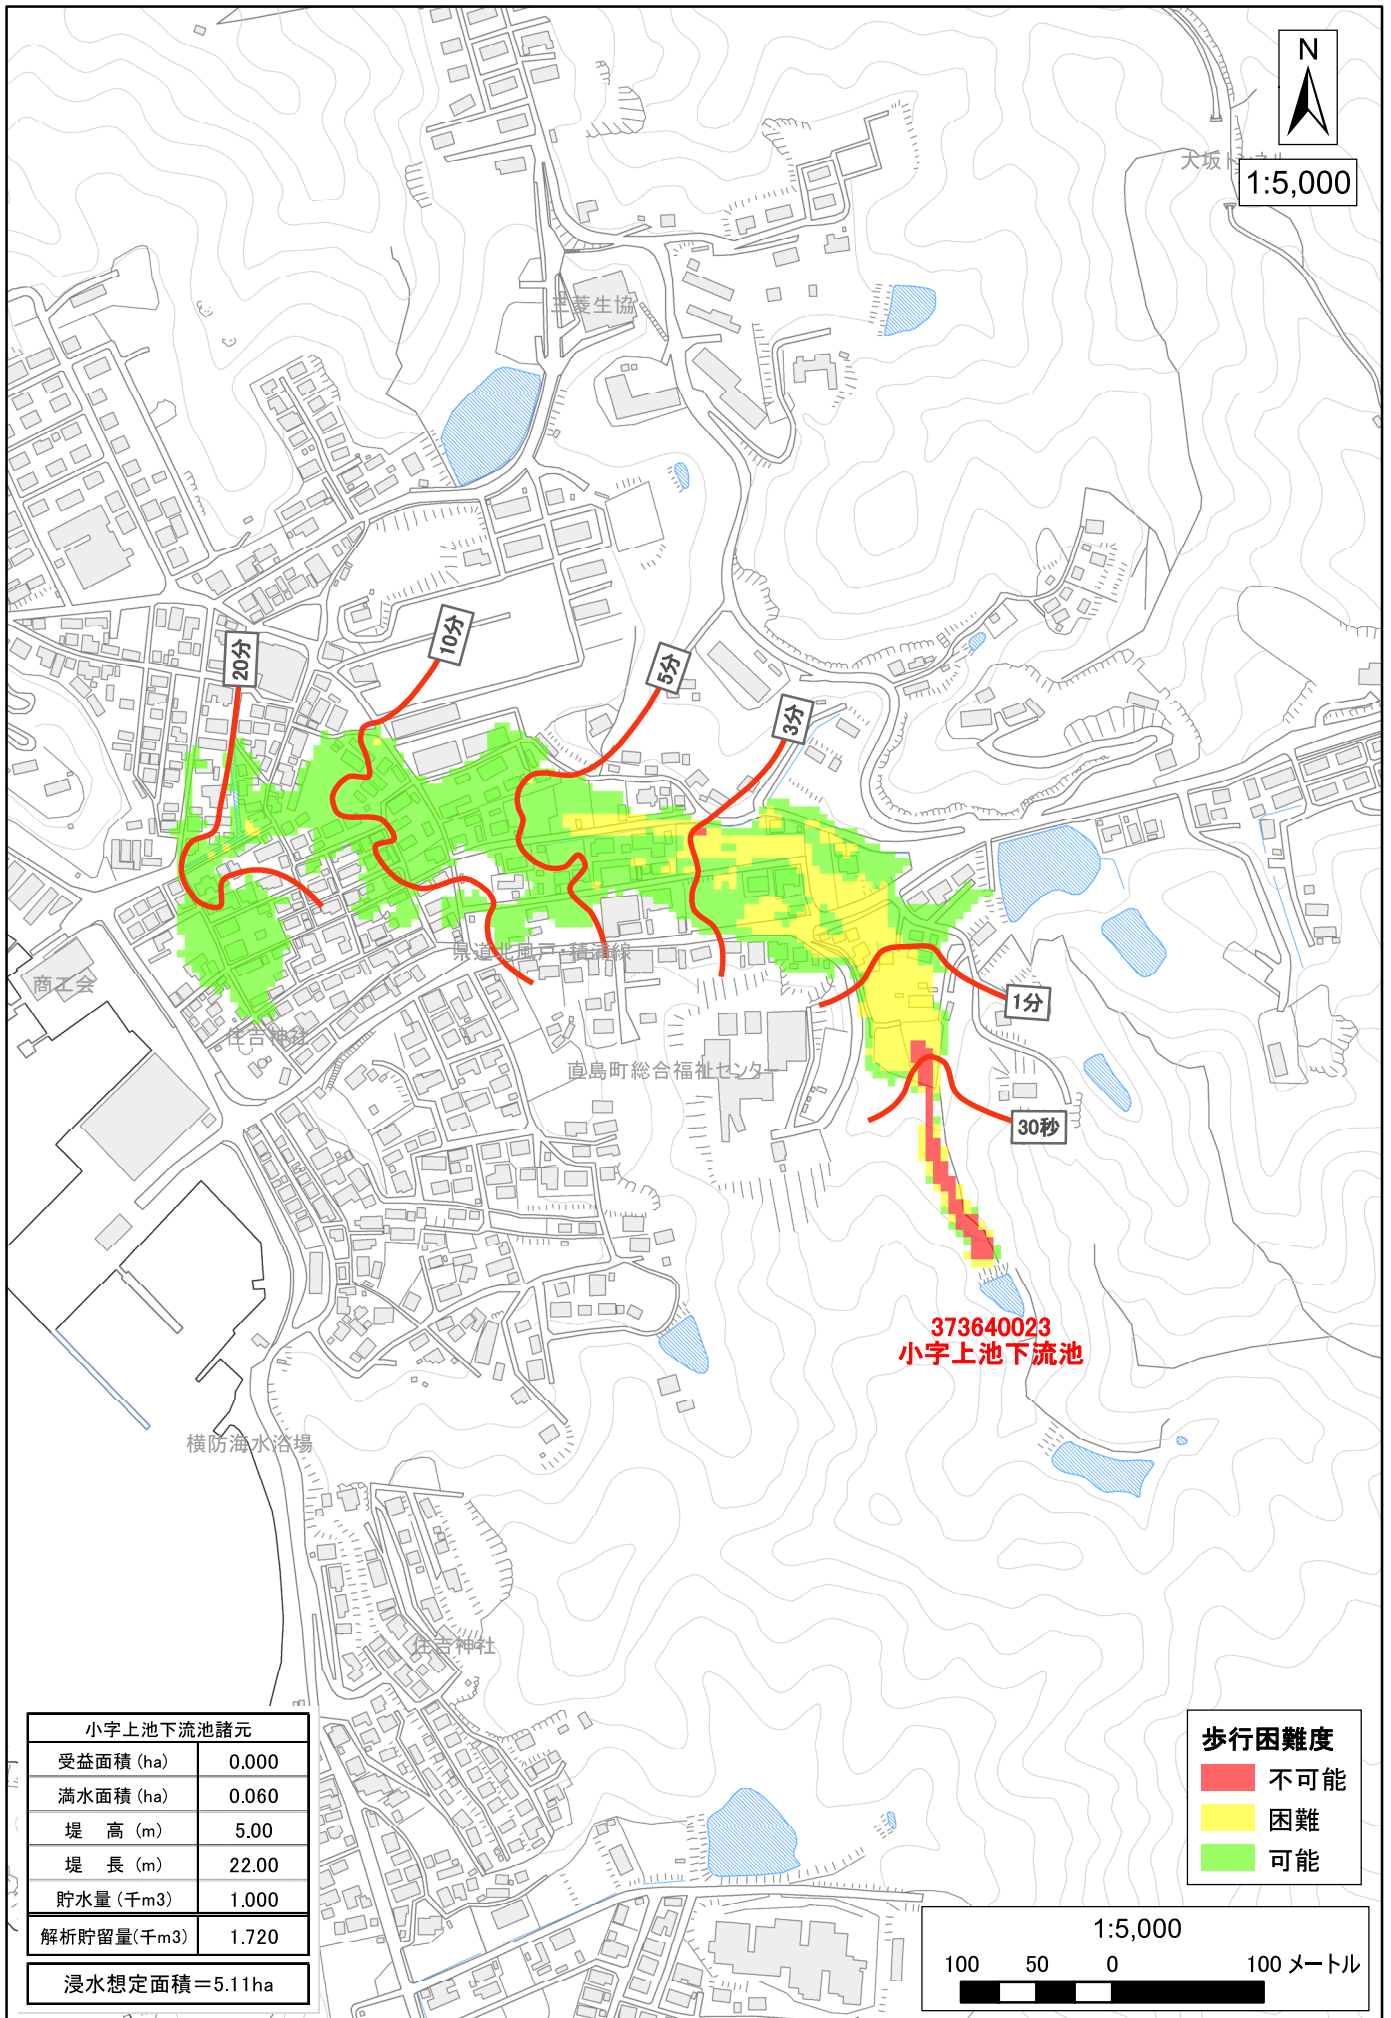 N
1:5,000
三菱生協
20分
10分
5分
3分
県道北風戸・積浦線
商工会
住吉神社
1分
直島町総合福祉センター
30秒
373640023
小字上池下流池
横防海水浴場
住吉神社
小字上池下流池諸元
受益面積 (ha) 0.000
満水面積 (ha) 0.060
堤 高 (m) 5.00
堤 長 (m) 22.00
貯水量 (千m3) 1.000
解析貯留量(千m3) 1.720
浸水想定面積＝5.11ha
歩行困難度
不可能
困難
可能
1:5,000
100 50 0 100 メートル